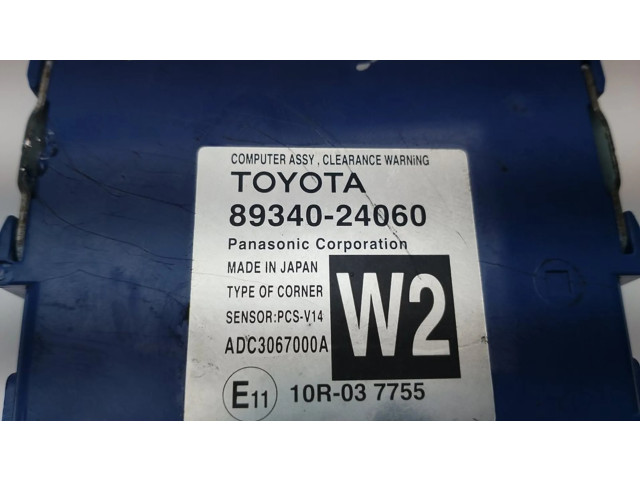 COMPUTER ASSY, CLEARANCE WARNING
TOYOTA
89340-24060
Panasonic Corporation
MADE IN JAPAN
TYPE OF CORNER
SENSOR:PCS-V14
ADC3067000A
W2
E11 10R-03 7755